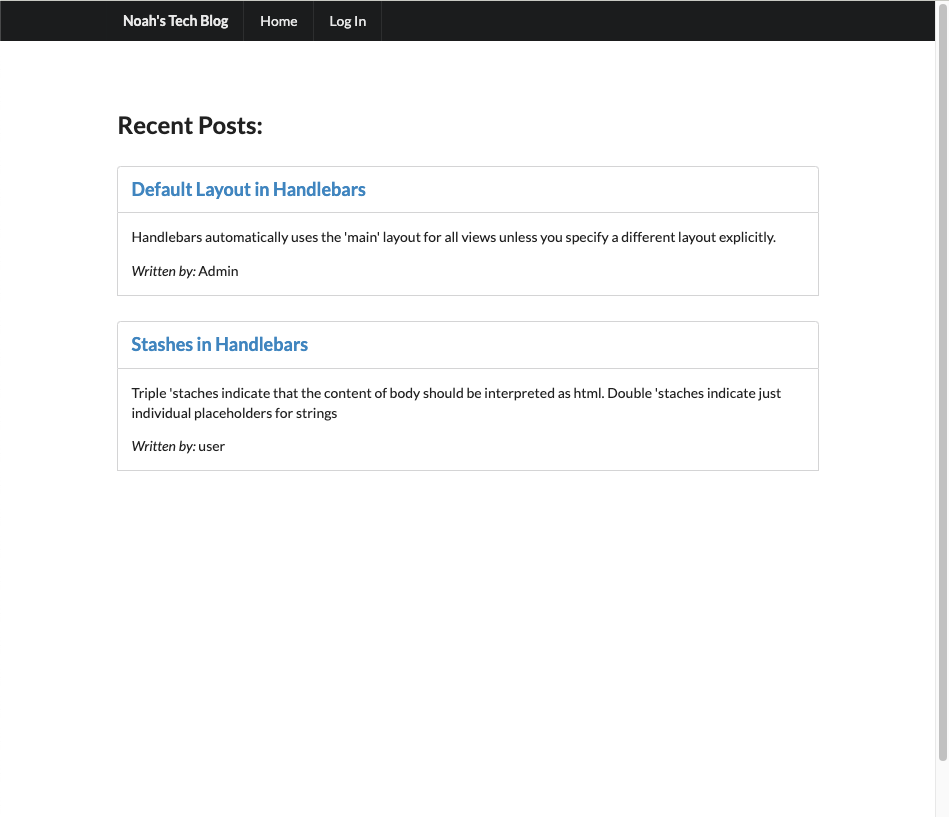 Noah's Tech Blog Home Log In
Recent Posts:
Default Layout in Handlebars
Handlebars automatically uses the 'main' layout for all views unless you specify a different layout explicitly.
Written by: Admin
Stashes in Handlebars
Triple 'staches indicate that the content of body should be interpreted as html. Double 'staches indicate just
individual placeholders for strings
Written by: user